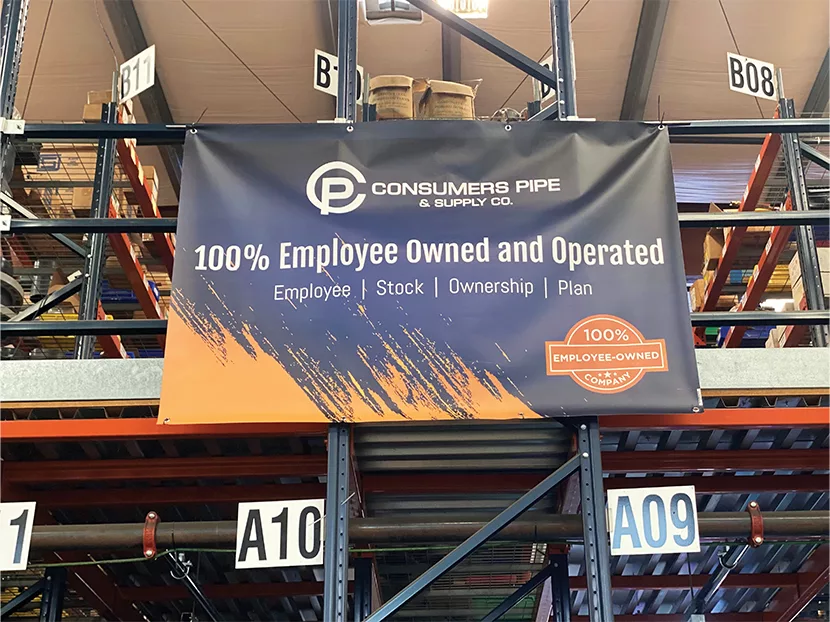 B11
B10
B08
CP
CONSUMERS PIPE
& SUPPLY CO.
100% Employee Owned and Operated
Employee | Stock | Ownership | Plan
100%
EMPLOYEE-OWNED
COMPANY
1
A10
A09